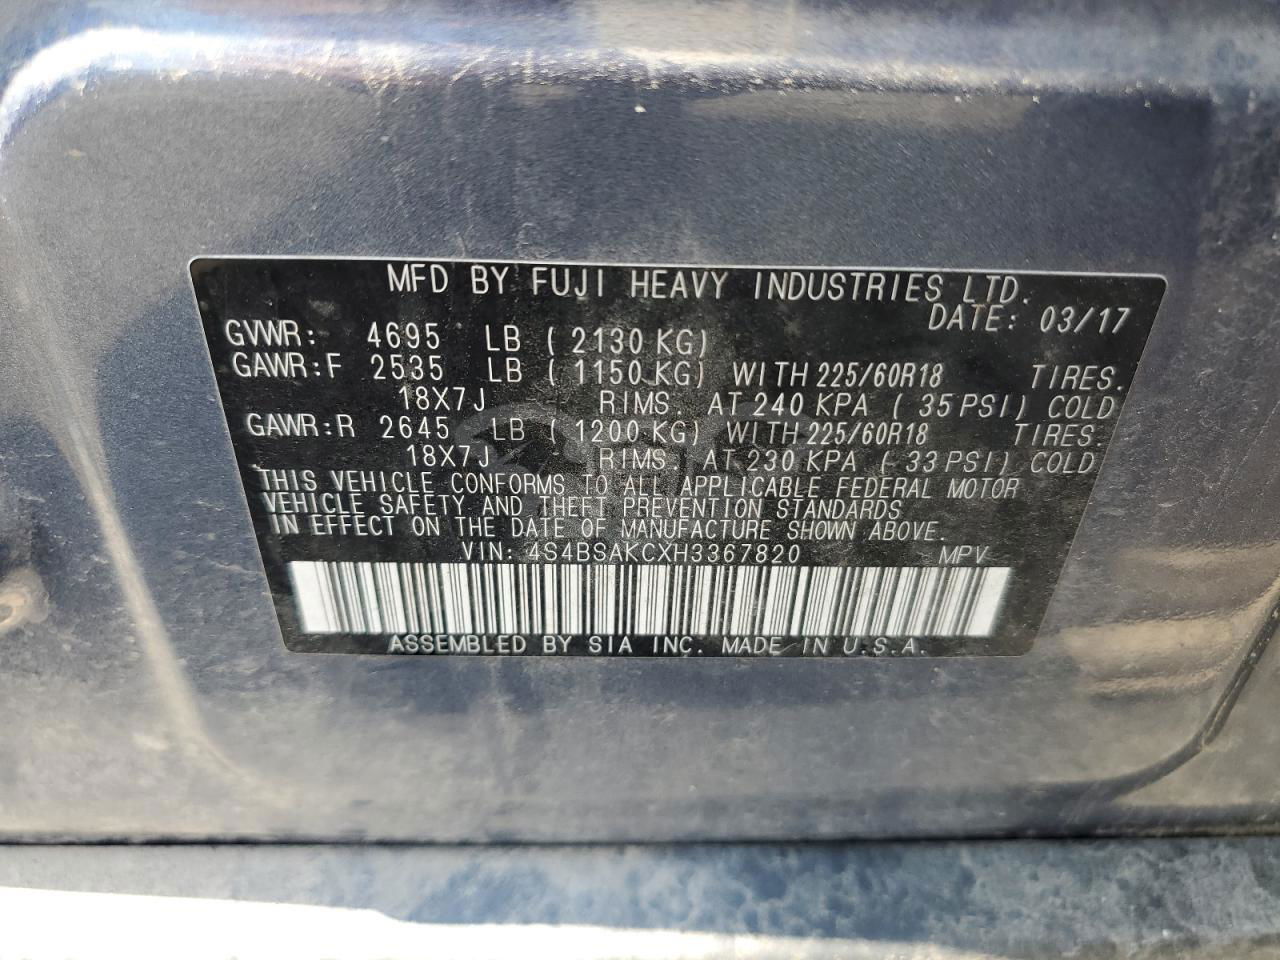 MFD BY FUJI HEAVY INDUSTRIES LTD.
DATE: 03/17
GVWR: 4695 LB ( 2130 KG)
GAWR:F 2535 LB ( 1150 KG) WITH 225/60R18 TIRES.
18X7J RIMS. AT 240 KPA ( 35 PSI) COLD
GAWR:R 2645 LB ( 1200 KG) WITH 225/60R18 TIRES.
18X7J RIMS. AT 230 KPA ( 33 PSI) COLD
THIS VEHICLE CONFORMS TO ALL APPLICABLE FEDERAL MOTOR
VEHICLE SAFETY AND THEFT PREVENTION STANDARDS
IN EFFECT ON THE DATE OF MANUFACTURE SHOWN ABOVE.
VIN: 4S4BSAKCXH3367820 MPV
ASSEMBLED BY SIA INC. MADE IN U.S.A.